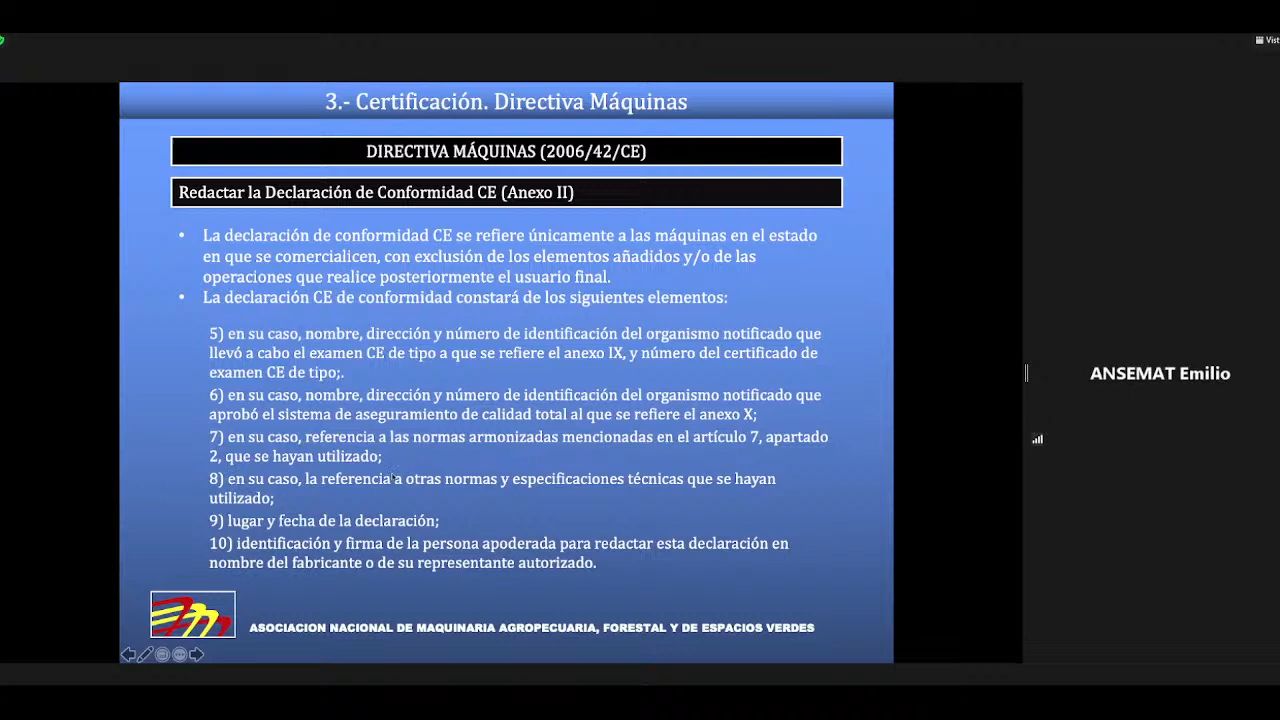 Vist
3.- Certificación. Directiva Máquinas
DIRECTIVA MÁQUINAS (2006/42/CE)
Redactar la Declaración de Conformidad CE (Anexo II)
• La declaración de conformidad CE se refiere únicamente a las máquinas en el estado
en que se comercialicen, con exclusión de los elementos añadidos y/o de las
operaciones que realice posteriormente el usuario final.
• La declaración CE de conformidad constará de los siguientes elementos:
5) en su caso, nombre, dirección y número de identificación del organismo notificado que
llevó a cabo el examen CE de tipo a que se refiere el anexo IX, y número del certificado de
examen CE de tipo;.
6) en su caso, nombre, dirección y número de identificación del organismo notificado que
aprobó el sistema de aseguramiento de calidad total al que se refiere el anexo X;
7) en su caso, referencia a las normas armonizadas mencionadas en el artículo 7, apartado
2, que se hayan utilizado;
8) en su caso, la referencia a otras normas y especificaciones técnicas que se hayan
utilizado;
9) lugar y fecha de la declaración;
10) identificación y firma de la persona apoderada para redactar esta declaración en
nombre del fabricante o de su representante autorizado.
ASOCIACION NACIONAL DE MAQUINARIA AGROPECUARIA, FORESTAL Y DE ESPACIOS VERDES
ANSEMAT Emilio